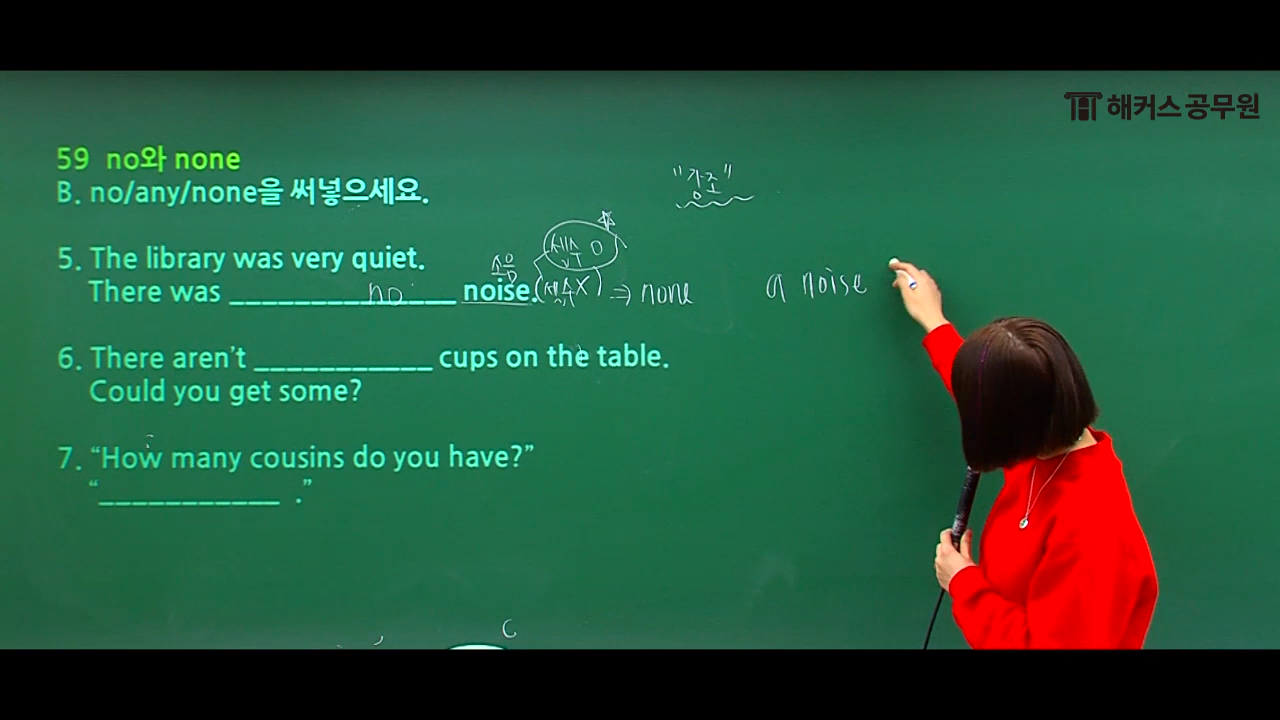 해커스 공무원
59 no와 none
B. no/any/none을 써넣으세요.
"강조"
5. The library was very quiet.
셀수 O
소음
There was ______________ noise. (셀수X) ⇒ none
no
a noise
6. There aren't ___________ cups on the table.
Could you get some?
7. “How many cousins do you have?”
“___________ .”
C